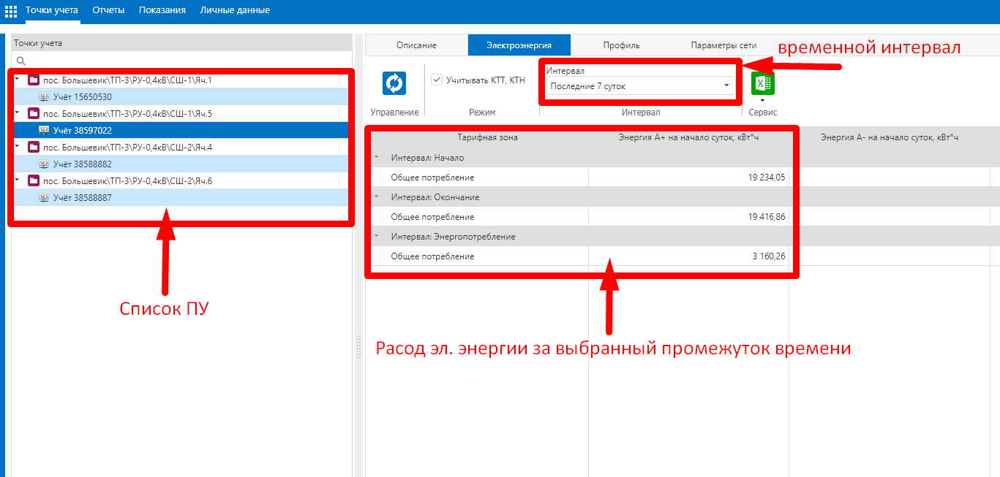 Точки учета Отчеты Показания Личные данные
Точки учета
пос. Большевик\ТП-3\РУ-0,4кВ\СШ-1\Яч.1
Учёт 15650530
пос. Большевик\ТП-3\РУ-0,4кВ\СШ-1\Яч.5
Учёт 38597022
пос. Большевик\ТП-3\РУ-0,4кВ\СШ-2\Яч.4
Учёт 38588882
пос. Большевик\ТП-3\РУ-0,4кВ\СШ-2\Яч.6
Учёт 38588887
Список ПУ
Описание Электроэнергия Профиль Параметры сети
временной интервал
Интервал
Учитывать КТТ, КТН
Последние 7 суток
Управление Режим Интервал Сервис
Тарифная зона Энергия A+ на начало суток, кВт*ч Энергия A- на начало суток, кВт*ч
Интервал: Начало
Общее потребление 19 234,05
Интервал: Окончание
Общее потребление 19 416,86
Интервал: Энергопотребление
Общее потребление 3 160,26
Расод эл. энергии за выбранный промежуток времени